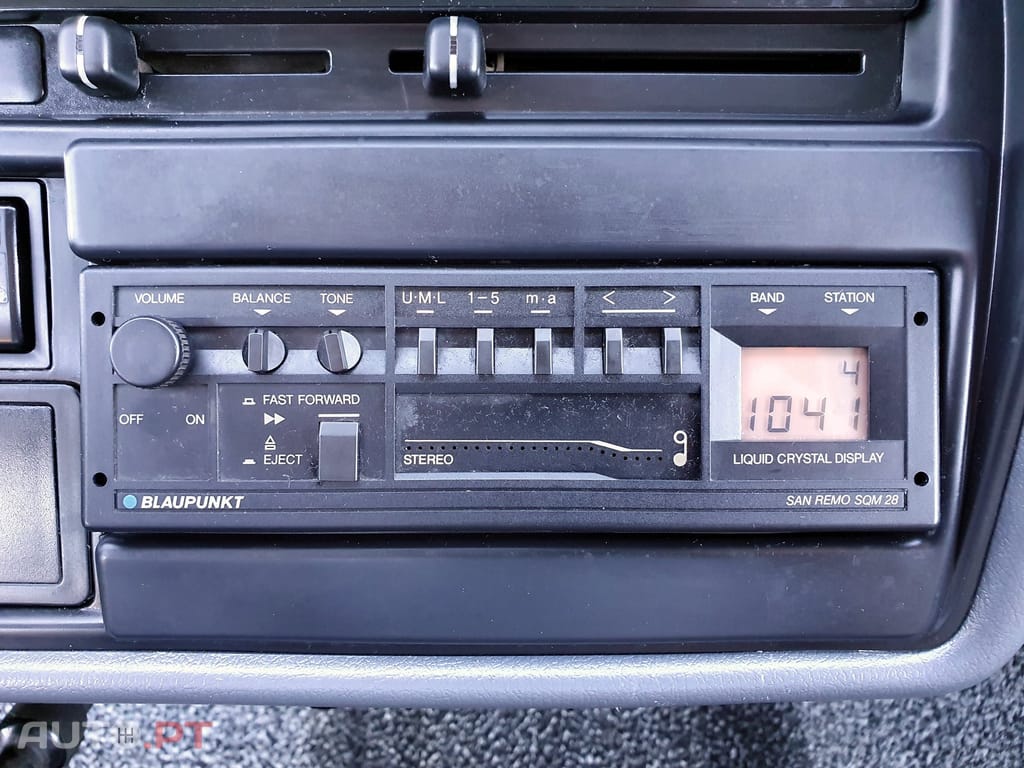 VOLUME BALANCE TONE U·M·L 1-5 m·a < > BAND STATION
4
1041
OFF ON FAST FORWARD
EJECT
STEREO
LIQUID CRYSTAL DISPLAY
BLAUPUNKT SAN REMO SQM 28